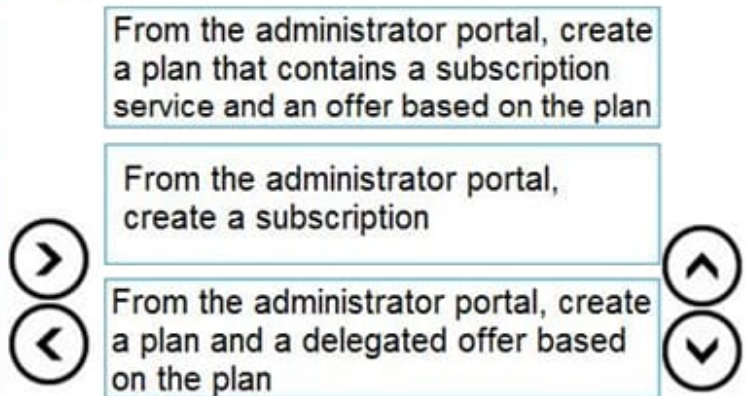 From the administrator portal, create
a plan that contains a subscription
service and an offer based on the plan
From the administrator portal,
create a subscription
From the administrator portal, create
a plan and a delegated offer based
on the plan